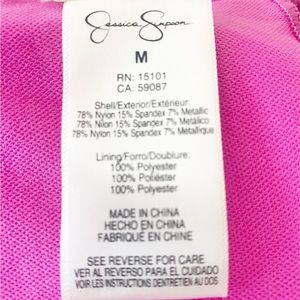 Jessica Simpson
M
RN: 15101
CA: 59087
Shell/Exterior/Extérieur:
78% Nylon 15% Spandex 7% Metallic
78% Nilon 15% Spandex 7% Metálico
78% Nylon 15% Spandex 7% Metallique
Lining/Forro/Doublure:
100% Polyester
100% Poliéster
100% Polyester
MADE IN CHINA
HECHO EN CHINA
FABRIQUÉ EN CHINE
SEE REVERSE FOR CARE
VER AL REVERSO PARA EL CUIDADO
VOIR LES INSTRUCTIONS D'ENTRETIEN AU DOS